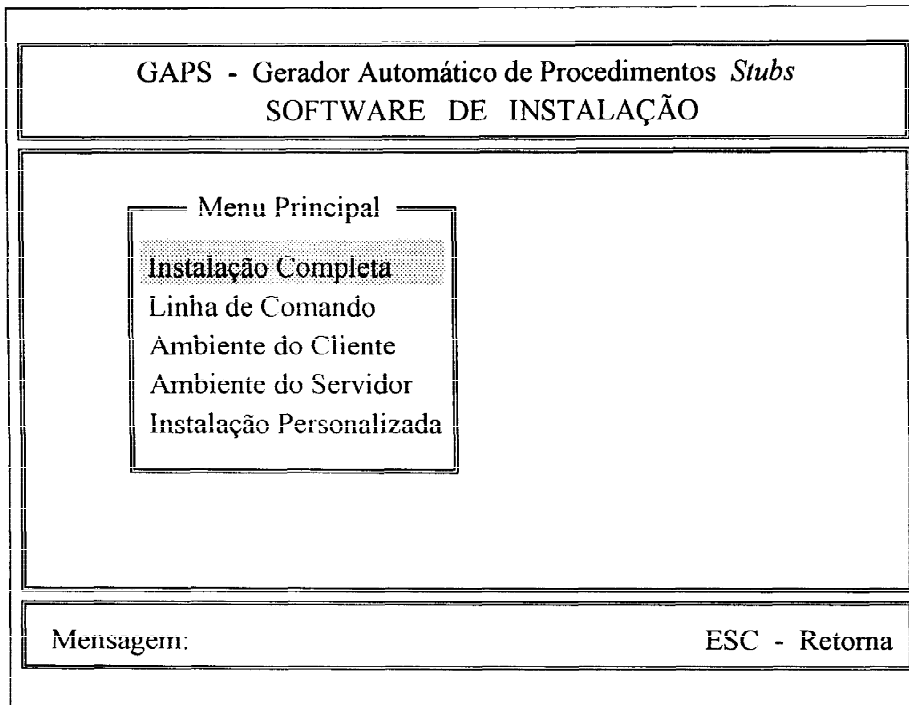 GAPS - Gerador Automático de Procedimentos Stubs
SOFTWARE DE INSTALAÇÃO
Menu Principal
Instalação Completa
Linha de Comando
Ambiente do Cliente
Ambiente do Servidor
Instalação Personalizada
Mensagem: ESC - Retorna